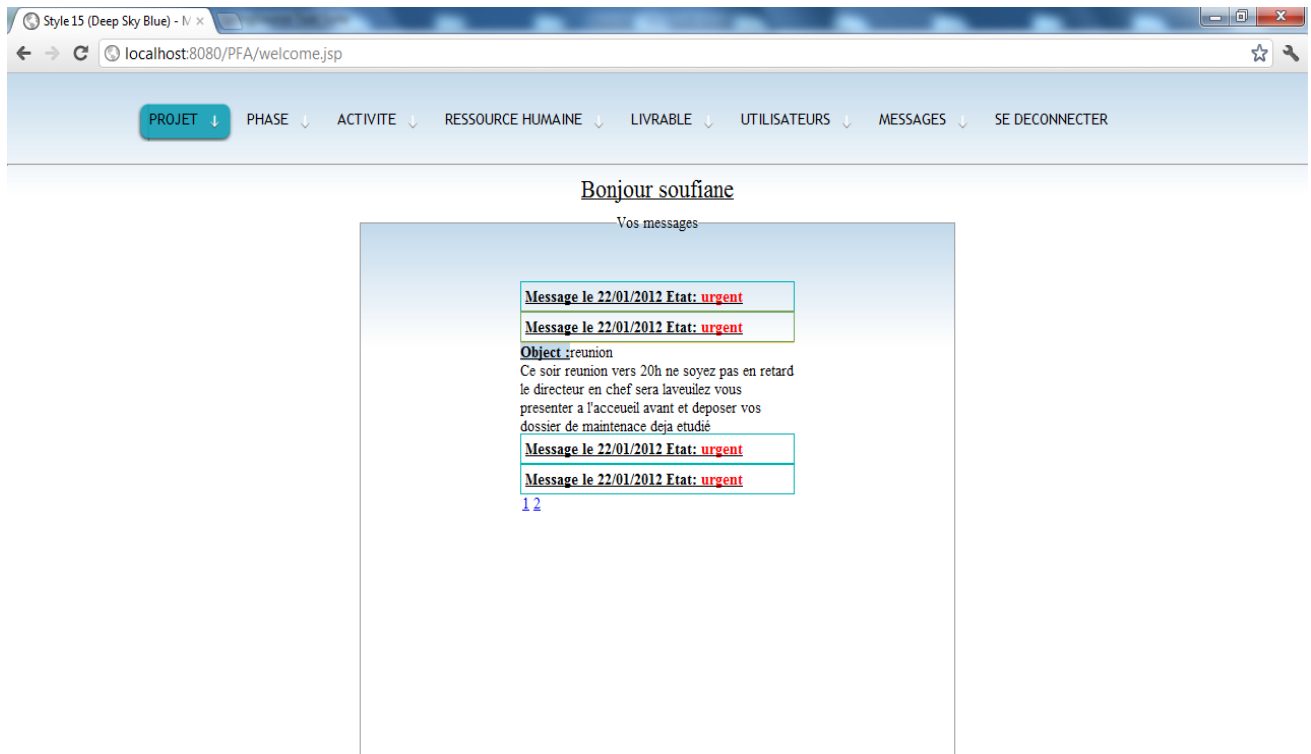 Style 15 (Deep Sky Blue) - M
localhost:8080/PFA/welcome.jsp
PROJET PHASE ACTIVITE RESSOURCE HUMAINE LIVRABLE UTILISATEURS MESSAGES SE DECONNECTER
Bonjour soufiane
Vos messages
Message le 22/01/2012 Etat: urgent
Message le 22/01/2012 Etat: urgent
Object :reunion
Ce soir reunion vers 20h ne soyez pas en retard
le directeur en chef sera laveuilez vous
presenter a l'acceueil avant et deposer vos
dossier de maintenace deja etudié
Message le 22/01/2012 Etat: urgent
Message le 22/01/2012 Etat: urgent
1 2